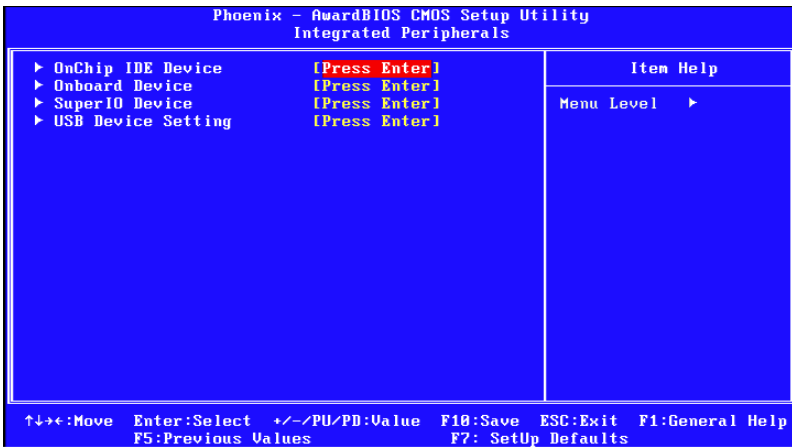 Phoenix - AwardBIOS CMOS Setup Utility
Integrated Peripherals
▶ OnChip IDE Device [Press Enter]
▶ Onboard Device [Press Enter]
▶ SuperIO Device [Press Enter]
▶ USB Device Setting [Press Enter]
Item Help
Menu Level ▶
↑↓→←:Move Enter:Select +/-/PU/PD:Value F10:Save ESC:Exit F1:General Help
F5:Previous Values F7: SetUp Defaults